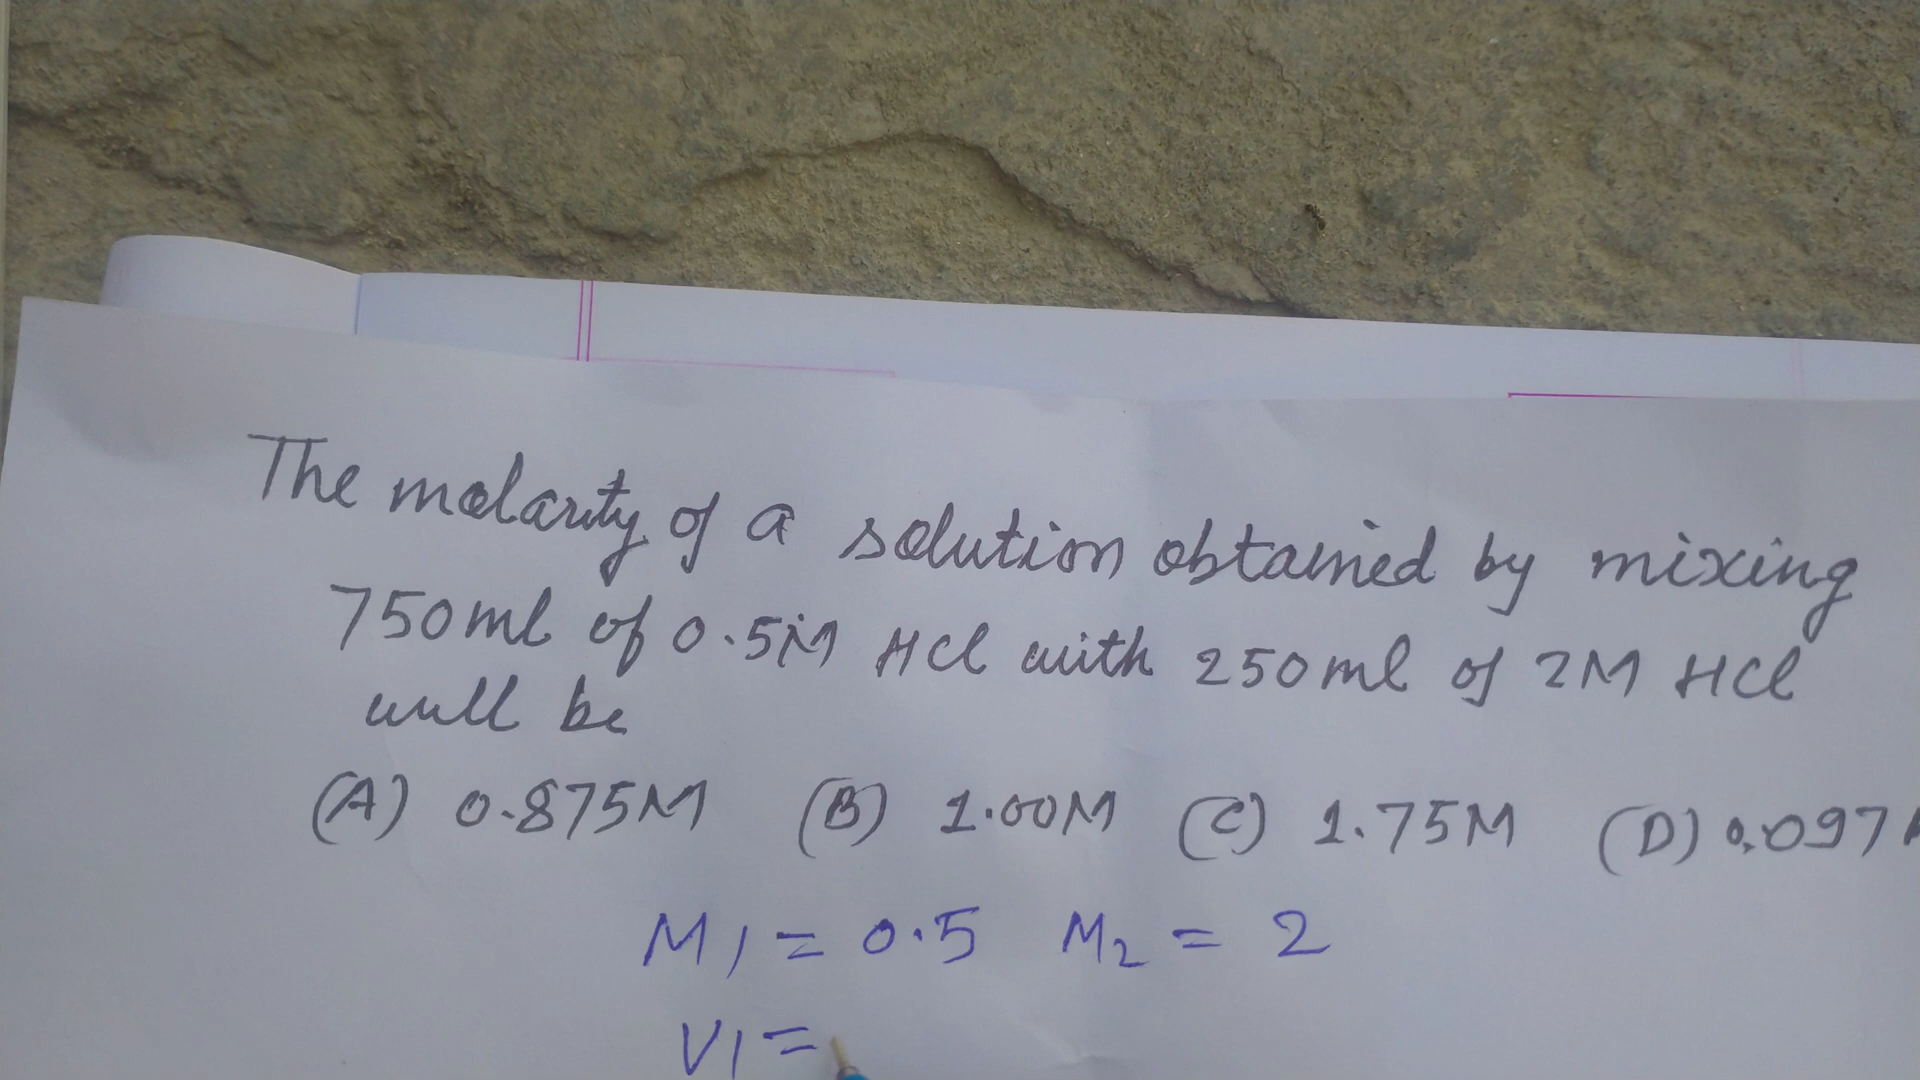 The molarity of a solution obtained by mixing
750ml of 0.5M HCl with 250ml of 2M HCl
will be
(A) 0.875M (B) 1.00M (C) 1.75M (D) 0.097
M1 = 0.5 M2 = 2
V1 =